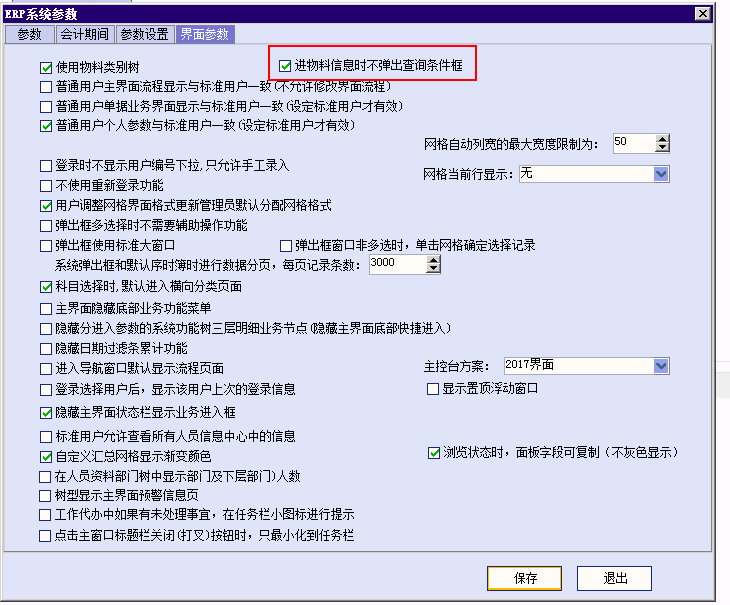 ERP系统参数
参数 会计期间 参数设置 界面参数
使用物料类别树 进物料信息时不弹出查询条件框
普通用户主界面流程显示与标准用户一致(不允许修改界面流程)
普通用户单据业务界面显示与标准用户一致(设定标准用户才有效)
普通用户个人参数与标准用户一致(设定标准用户才有效)
网格自动列宽的最大宽度限制为: 50
登录时不显示用户编号下拉,只允许手工录入
网格当前行显示: 无
不使用重新登录功能
用户调整网格界面格式更新管理员默认分配网格格式
弹出框多选择时不需要辅助操作功能
弹出框使用标准大窗口 弹出框窗口非多选时，单击网格确定选择记录
系统弹出框和默认序时簿时进行数据分页，每页记录条数: 3000
科目选择时,默认进入横向分类页面
主界面隐藏底部业务功能菜单
隐藏分进入参数的系统功能树三层明细业务节点(隐藏主界面底部快捷进入)
隐藏日期过滤条累计功能
进入导航窗口默认显示流程页面 主控台方案: 2017界面
登录选择用户后，显示该用户上次的登录信息 显示置顶浮动窗口
隐藏主界面状态栏显示业务进入框
标准用户允许查看所有人员信息中心中的信息
自定义汇总网格显示渐变颜色 浏览状态时，面板字段可复制（不灰色显示）
在人员资料部门树中显示部门及下层部门)人数
树型显示主界面预警信息页
工作代办中如果有未处理事宜，在任务栏小图标进行提示
点击主窗口标题栏关闭(打叉)按钮时，只最小化到任务栏
保存 退出